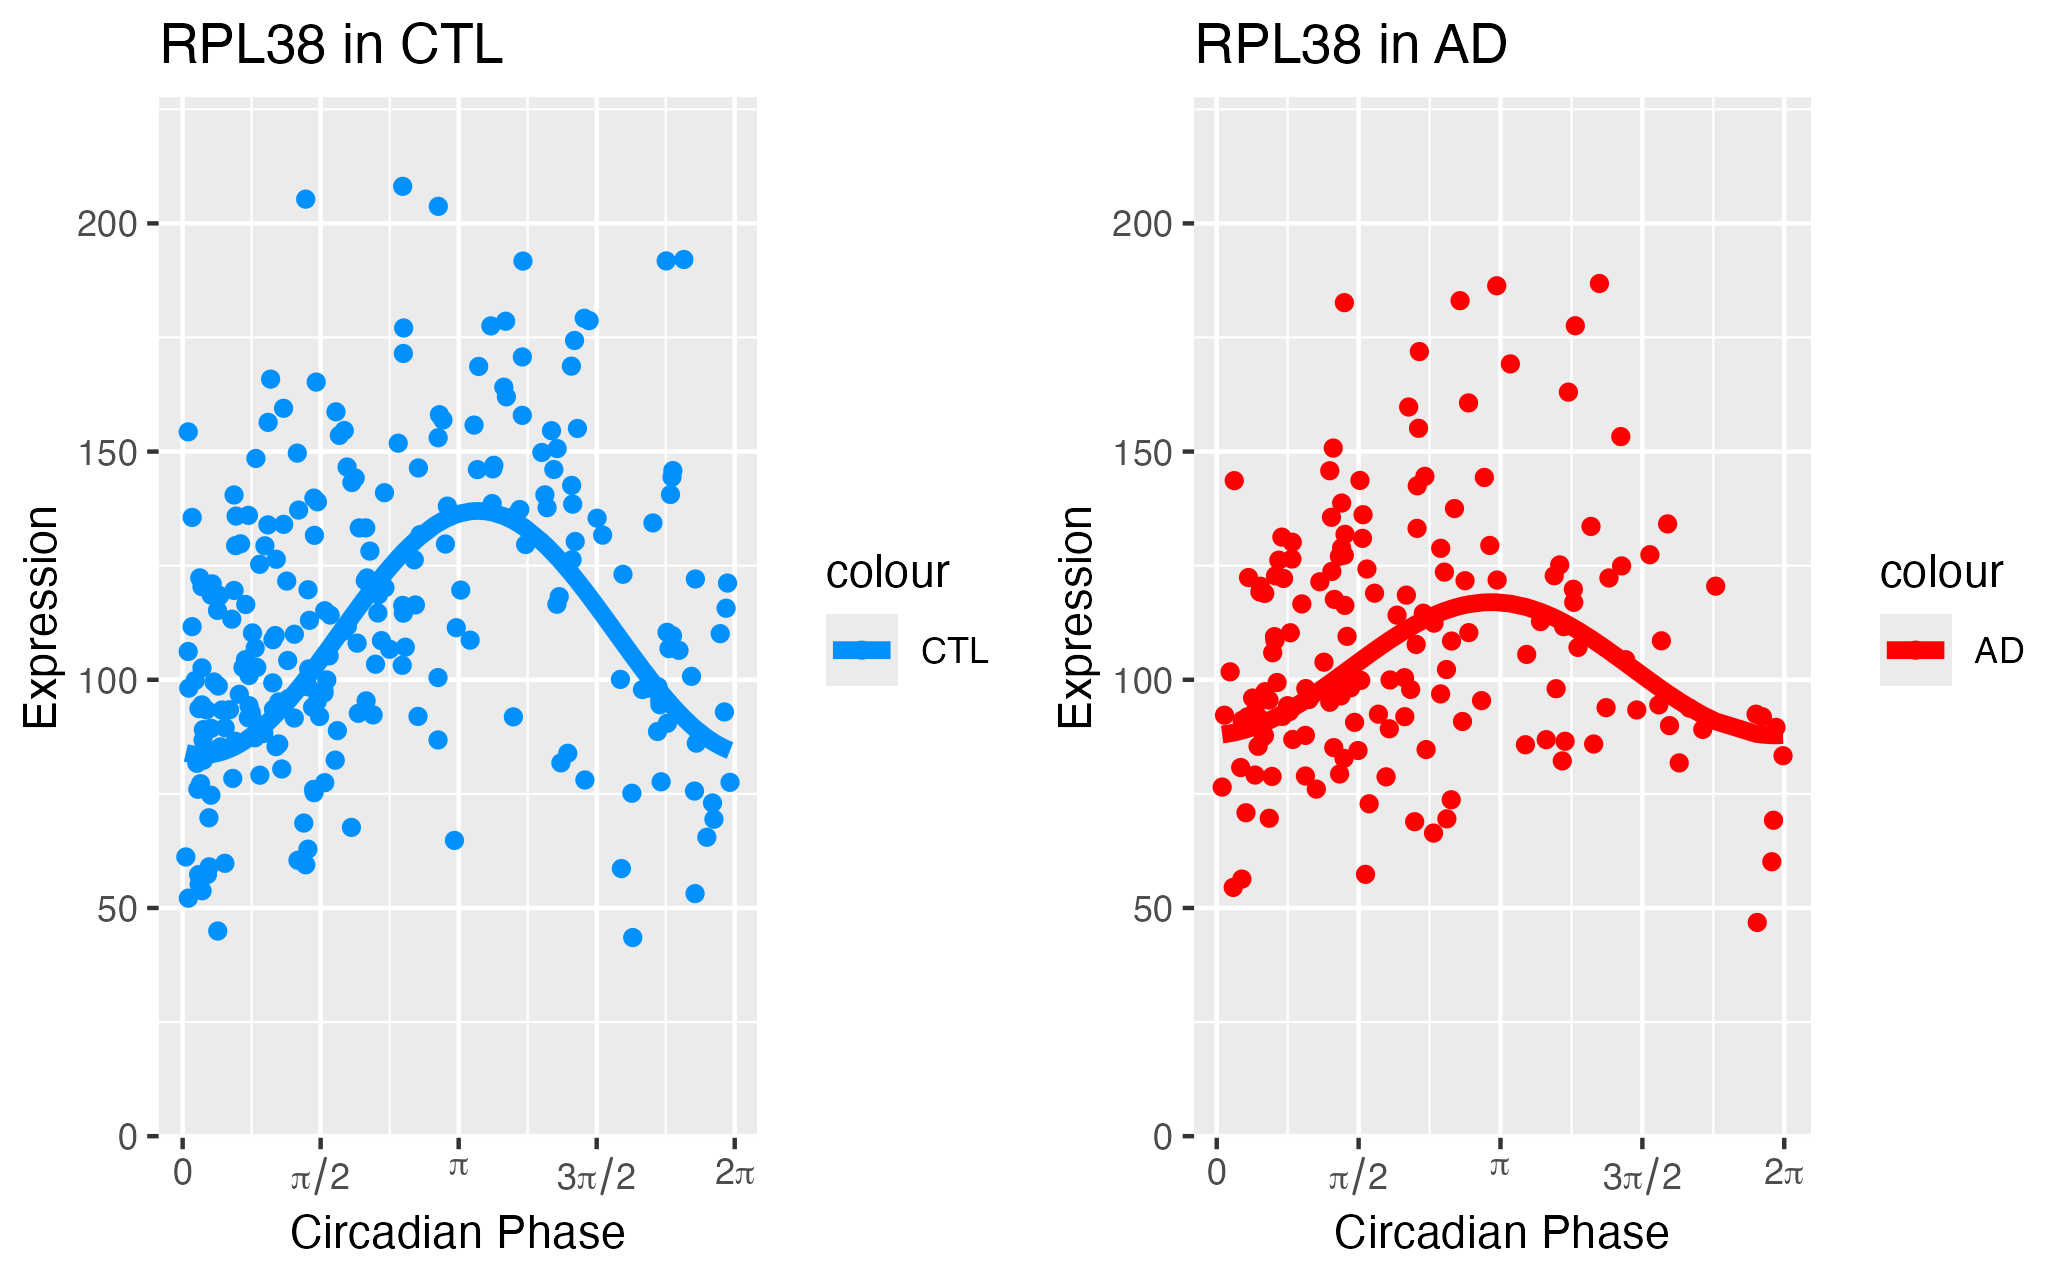 RPL38 in CTL
Expression
200
150
100
50
0
0 π/2 π 3π/2 2π
Circadian Phase
colour
CTL
RPL38 in AD
Expression
200
150
100
50
0
0 π/2 π 3π/2 2π
Circadian Phase
colour
AD